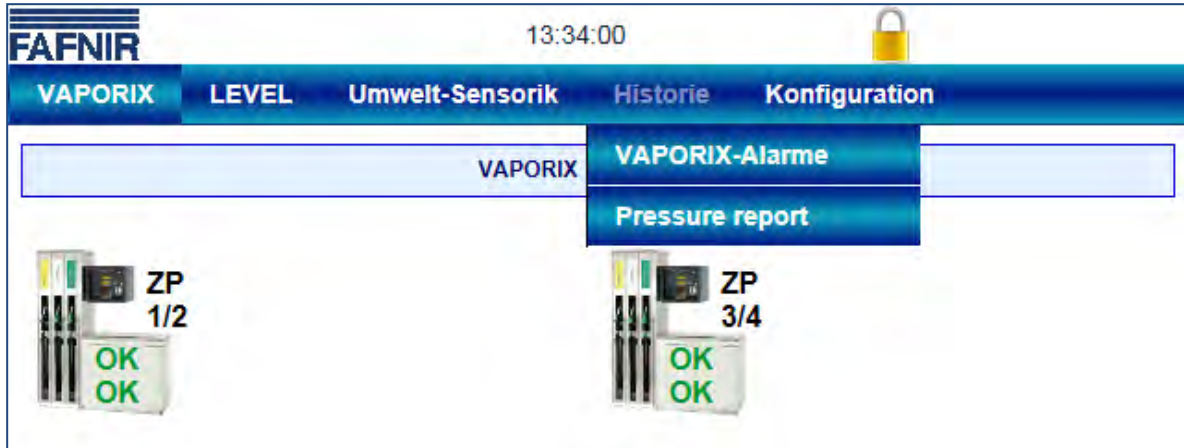 FAFNIR 13:34:00
VAPORIX LEVEL Umwelt-Sensorik Historie Konfiguration
VAPORIX
VAPORIX-Alarme
Pressure report
ZP
1/2
OK
OK
ZP
3/4
OK
OK